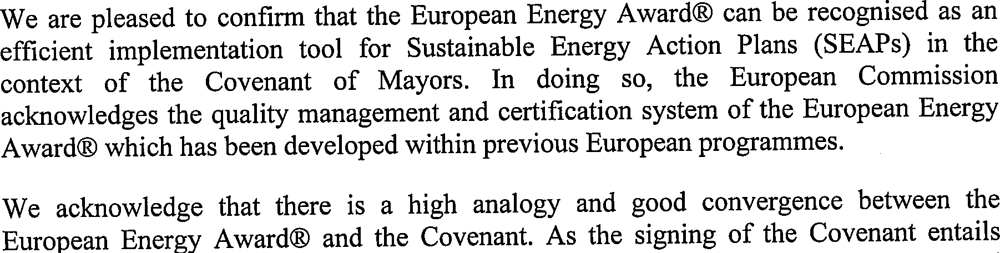 We are pleased to confirm that the European Energy Award® can be recognised as an
efficient implementation tool for Sustainable Energy Action Plans (SEAPs) in the
context of the Covenant of Mayors. In doing so, the European Commission
acknowledges the quality management and certification system of the European Energy
Award® which has been developed within previous European programmes.
We acknowledge that there is a high analogy and good convergence between the
European Energy Award® and the Covenant. As the signing of the Covenant entails